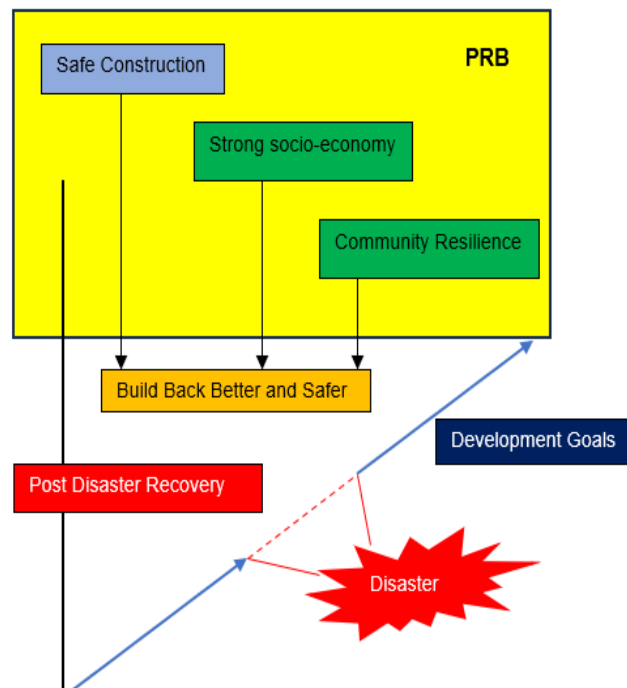 PRB
Safe Construction
Strong socio-economy
Community Resilience
Build Back Better and Safer
Development Goals
Post Disaster Recovery
Disaster